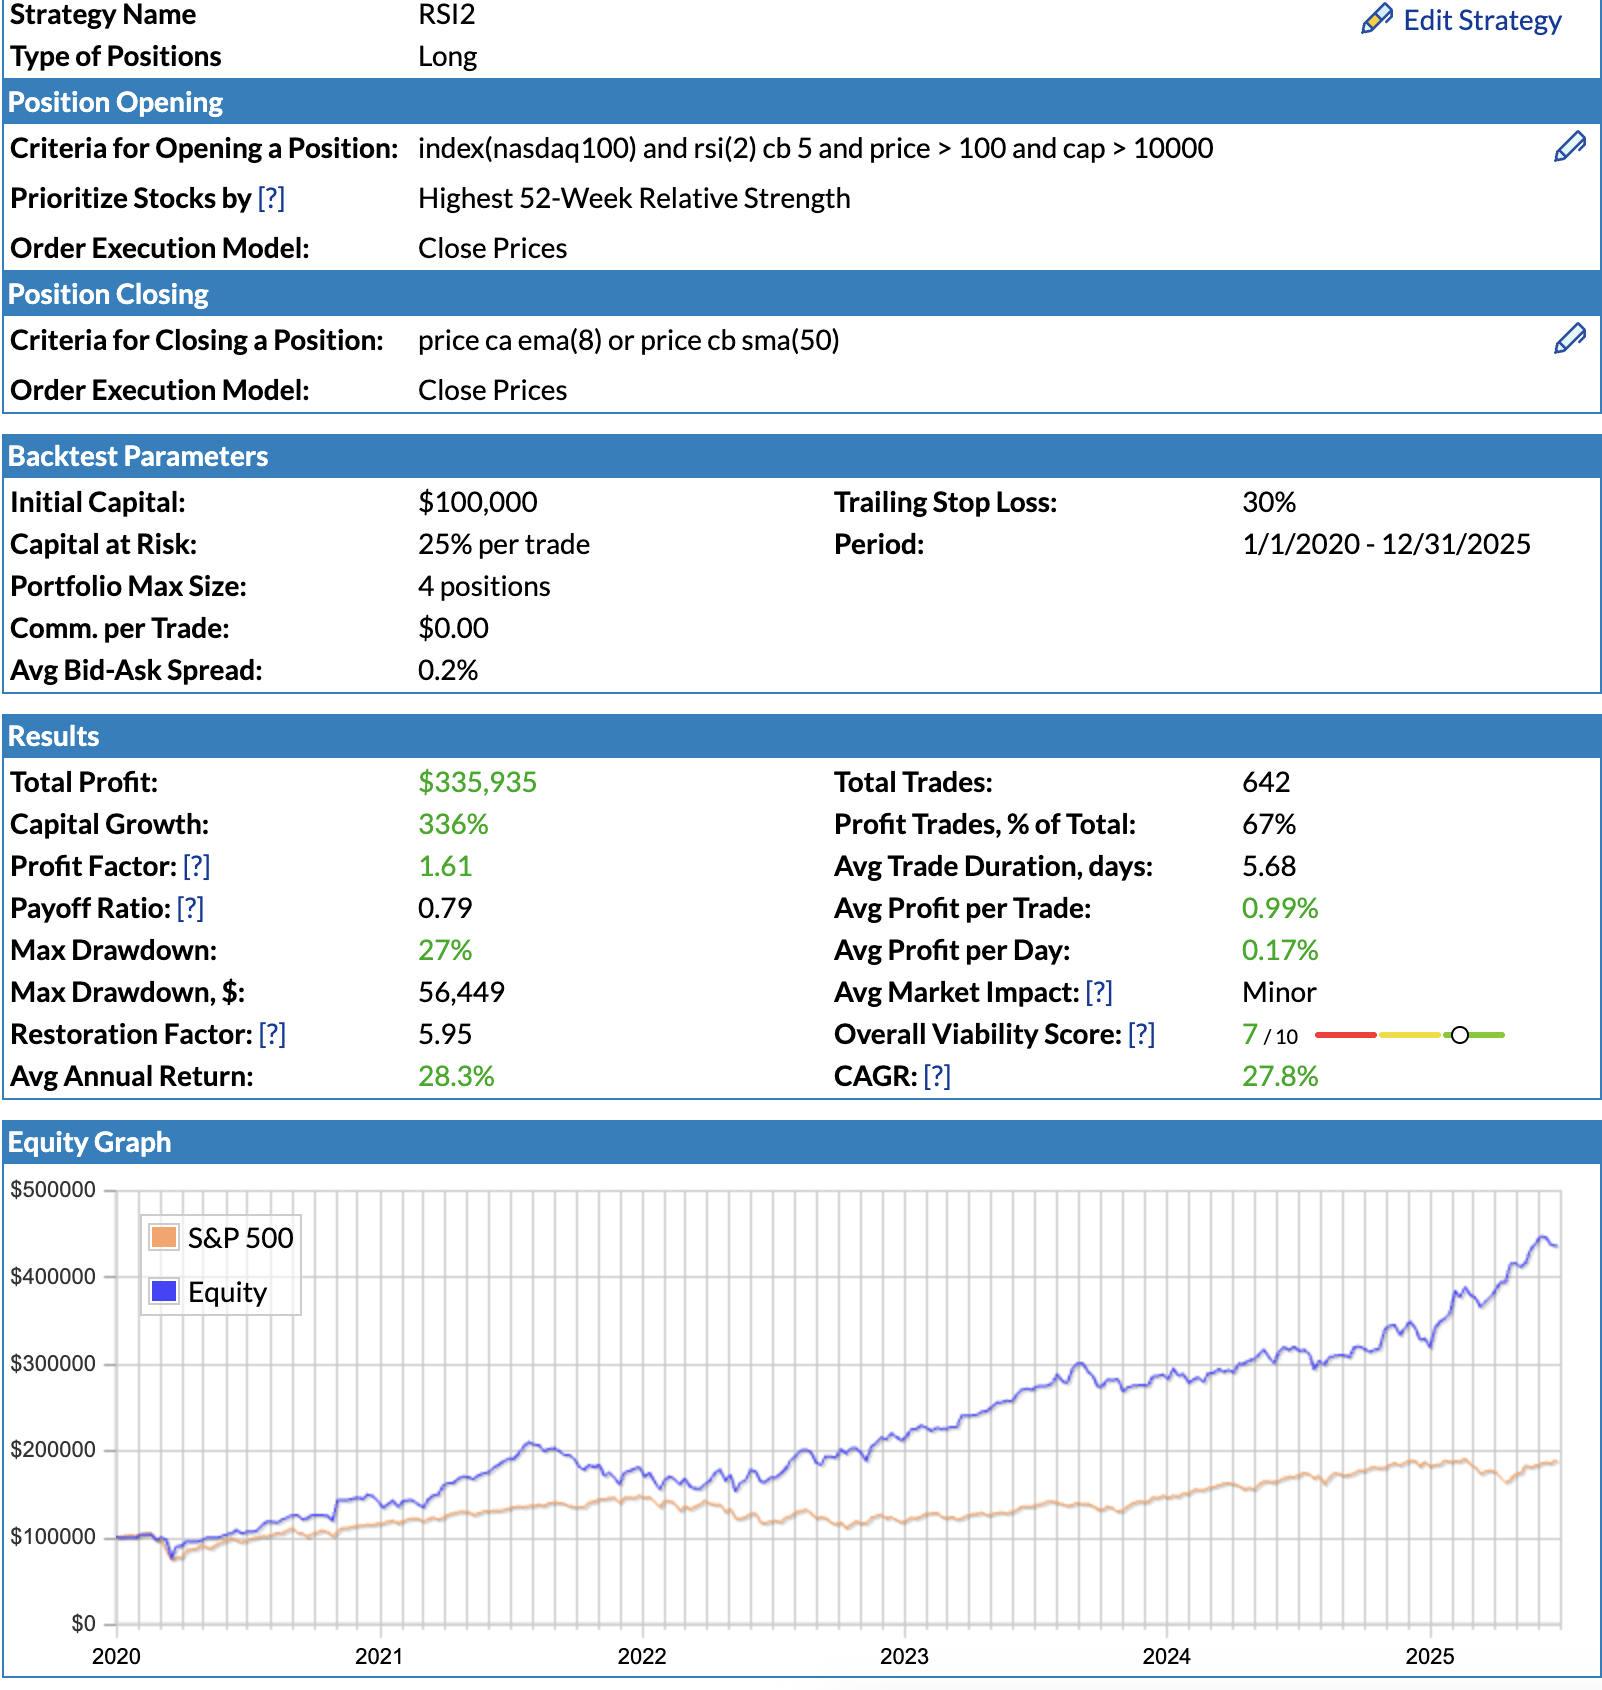 Strategy Name RSI2 Edit Strategy
Type of Positions Long
Position Opening
Criteria for Opening a Position: index(nasdaq100) and rsi(2) cb 5 and price > 100 and cap > 10000
Prioritize Stocks by [?] Highest 52-Week Relative Strength
Order Execution Model: Close Prices
Position Closing
Criteria for Closing a Position: price ca ema(8) or price cb sma(50)
Order Execution Model: Close Prices
Backtest Parameters
Initial Capital: $100,000 Trailing Stop Loss: 30%
Capital at Risk: 25% per trade Period: 1/1/2020 - 12/31/2025
Portfolio Max Size: 4 positions
Comm. per Trade: $0.00
Avg Bid-Ask Spread: 0.2%
Results
Total Profit: $335,935 Total Trades: 642
Capital Growth: 336% Profit Trades, % of Total: 67%
Profit Factor: [?] 1.61 Avg Trade Duration, days: 5.68
Payoff Ratio: [?] 0.79 Avg Profit per Trade: 0.99%
Max Drawdown: 27% Avg Profit per Day: 0.17%
Max Drawdown, $: 56,449 Avg Market Impact: [?] Minor
Restoration Factor: [?] 5.95 Overall Viability Score: [?] 7 / 10
Avg Annual Return: 28.3% CAGR: [?] 27.8%
Equity Graph
$500000
S&P 500
$400000
Equity
$300000
$200000
$100000
$0
2020 2021 2022 2023 2024 2025